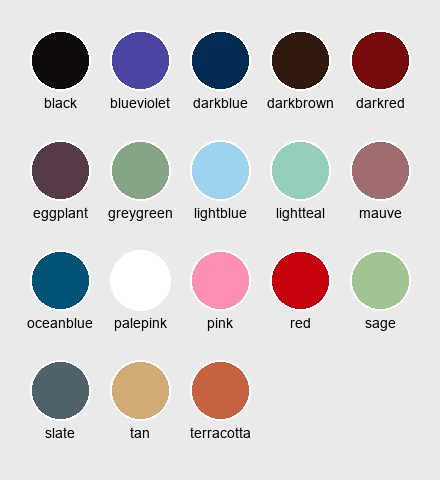 black blueviolet darkblue darkbrown darkred
eggplant greygreen lightblue lightteal mauve
oceanblue palepink pink red sage
slate tan terracotta